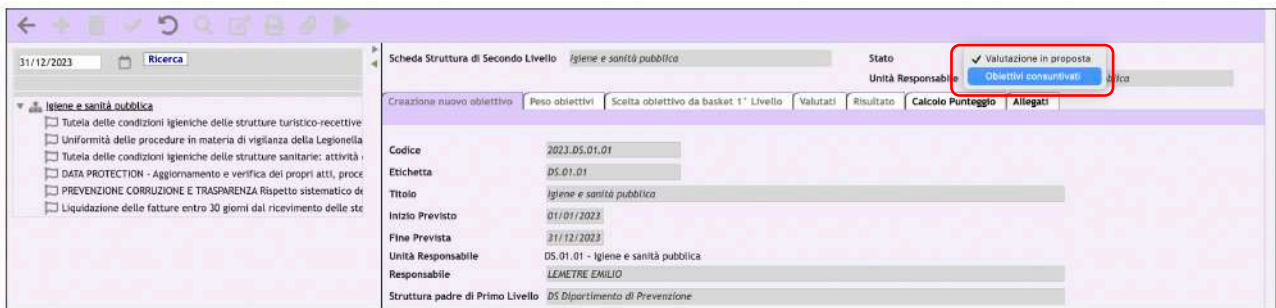 31/12/2023 Ricerca
Igiene e sanità pubblica
Tutela delle condizioni igieniche delle strutture turistico-recettive
Uniformità delle procedure in materia di vigilanza della Legionella
Tutela delle condizioni igieniche delle strutture sanitarie: attività
DATA PROTECTION - Aggiornamento e verifica dei propri atti, proce
PREVENZIONE CORRUZIONE E TRASPARENZA Rispetto sistematico de
Liquidazione delle fatture entro 30 giorni dal ricevimento delle ste
Scheda Struttura di Secondo Livello Igiene e sanità pubblica Stato Valutazione in proposta
Unità Responsabile Obiettivi consuntivati
Creazione nuovo obiettivo Peso obiettivi Scelta obiettivo da basket 1° Livello Valutati Risultato Calcolo Punteggio Allegati
Codice 2023.DS.01.01
Etichetta DS.01.01
Titolo Igiene e sanità pubblica
Inizio Previsto 01/01/2023
Fine Prevista 31/12/2023
Unità Responsabile DS.01.01 - Igiene e sanità pubblica
Responsabile LEMETRE EMILIO
Struttura padre di Primo Livello DS Dipartimento di Prevenzione